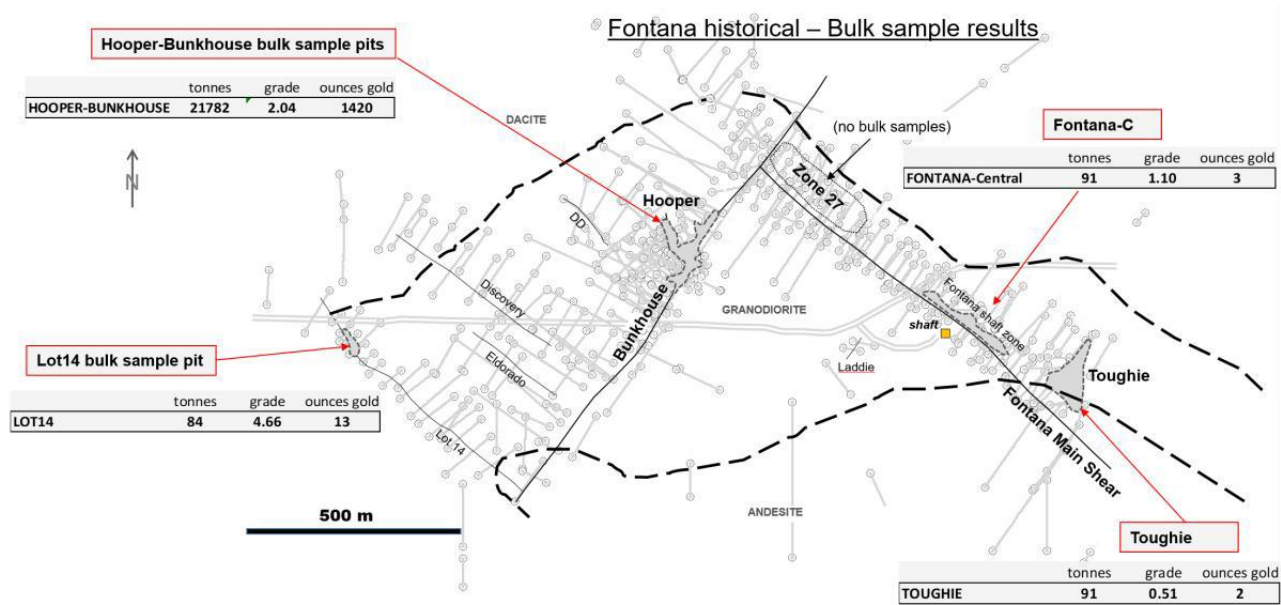 Fontana historical – Bulk sample results
Hooper-Bunkhouse bulk sample pits
tonnes grade ounces gold
HOOPER-BUNKHOUSE 21782 2.04 1420
DACITE
(no bulk samples)
Fontana-C
tonnes grade ounces gold
FONTANA-Central 91 1.10 3
N
Zone 27
Hooper
DD
Discovery
Bunkhouse
GRANODIORITE
Fontana shaft zone
shaft
Lot14 bulk sample pit
Eldorado
Laddie
Toughie
tonnes grade ounces gold
LOT14 84 4.66 13
Lot 14
Fontana Main Shear
500 m
ANDESITE
Toughie
tonnes grade ounces gold
TOUGHIE 91 0.51 2